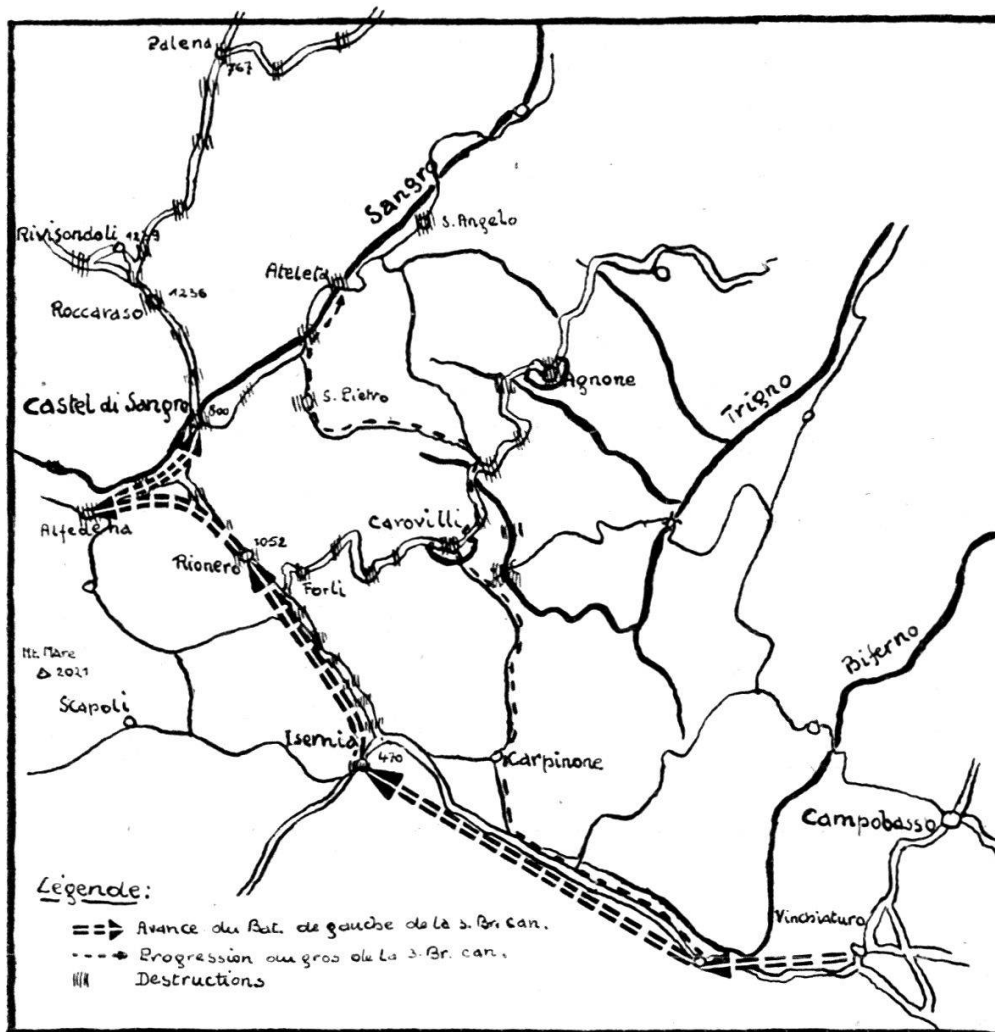 Palena
767
Sangro
S. Angelo
Rivisondoli
Ateleta
1236
Roccaraso
Agnone
Castel di Sangro
800
S. Pietro
Trigno
Alfedena
Carovilli
1052
Rionero
Forli
Mt. Mare
2021
Biferno
Scapoli
Isernia
470
Carpinone
Campobasso
Légende:
Vinchiaturo
Avance du Bat. de gauche de la 3. Br. can.
Progression du gros de la 3. Br. can.
Destructions